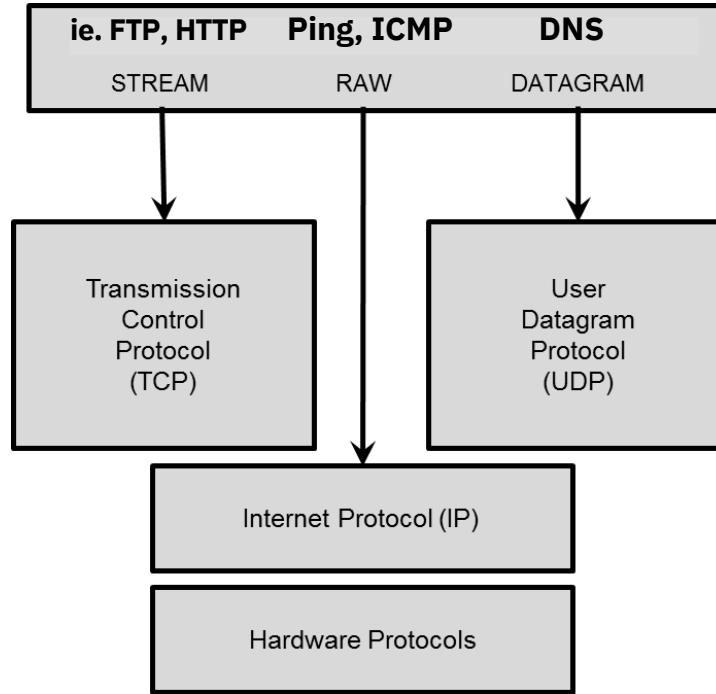 ie. FTP, HTTP Ping, ICMP DNS
STREAM RAW DATAGRAM
Transmission
Control
Protocol
(TCP)
User
Datagram
Protocol
(UDP)
Internet Protocol (IP)
Hardware Protocols